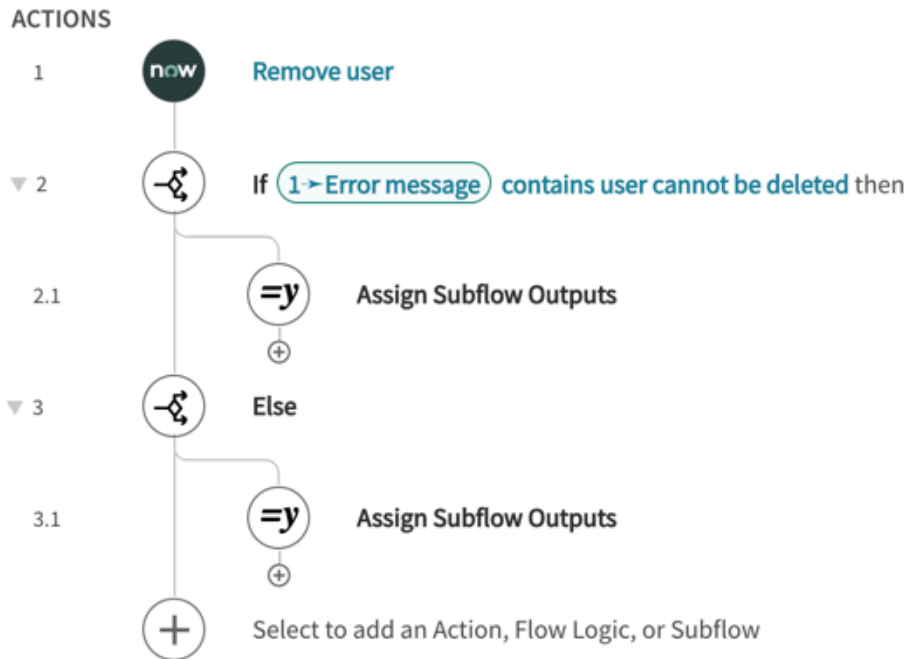 ACTIONS
1 now Remove user
2 If 1➛Error message contains user cannot be deleted then
2.1 =y Assign Subflow Outputs
3 Else
3.1 =y Assign Subflow Outputs
Select to add an Action, Flow Logic, or Subflow